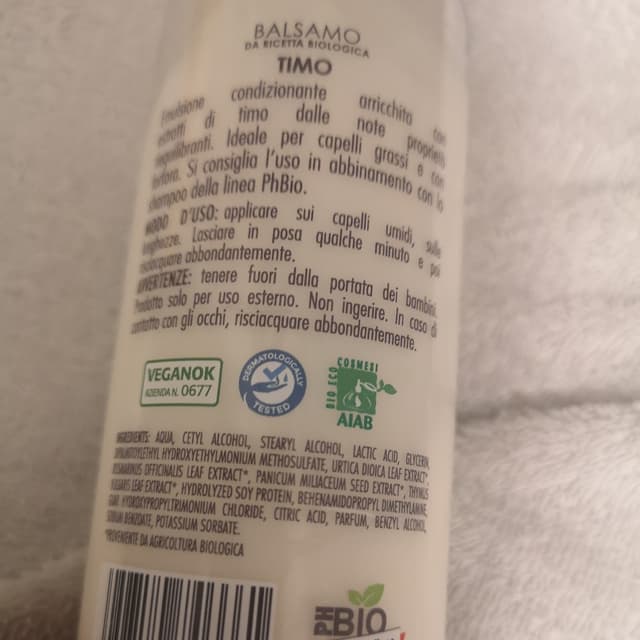 BALSAMO
DA RICETTA BIOLOGICA
TIMO
Emulsione condizionante arricchita con
estratti di timo dalle note proprietà
equilibranti. Ideale per capelli grassi e con
forfora. Si consiglia l'uso in abbinamento con lo
shampoo della linea PhBio.
MODO D'USO: applicare sui capelli umidi, sulle
lunghezze. Lasciare in posa qualche minuto e poi
risciacquare abbondantemente.
AVVERTENZE: tenere fuori dalla portata dei bambini.
Prodotto solo per uso esterno. Non ingerire. In caso di
contatto con gli occhi, risciacquare abbondantemente.
VEGANOK
AZIENDA N. 0677
DERMATOLOGICALLY
TESTED
BIO ECO COSMESI
AIAB
INGREDIENTS: AQUA, CETYL ALCOHOL, STEARYL ALCOHOL, LACTIC ACID, GLYCERIN,
DIPALMITOYLETHYL HYDROXYETHYLMONIUM METHOSULFATE, URTICA DIOICA LEAF EXTRACT*,
ROSMARINUS OFFICINALIS LEAF EXTRACT*, PANICUM MILIACEUM SEED EXTRACT*, THYMUS
VULGARIS LEAF EXTRACT*, HYDROLYZED SOY PROTEIN, BEHENAMIDOPROPYL DIMETHYLAMINE,
GUAR HYDROXYPROPYLTRIMONIUM CHLORIDE, CITRIC ACID, PARFUM, BENZYL ALCOHOL,
SODIUM BENZOATE, POTASSIUM SORBATE.
*PROVENIENTE DA AGRICOLTURA BIOLOGICA
PH BIO